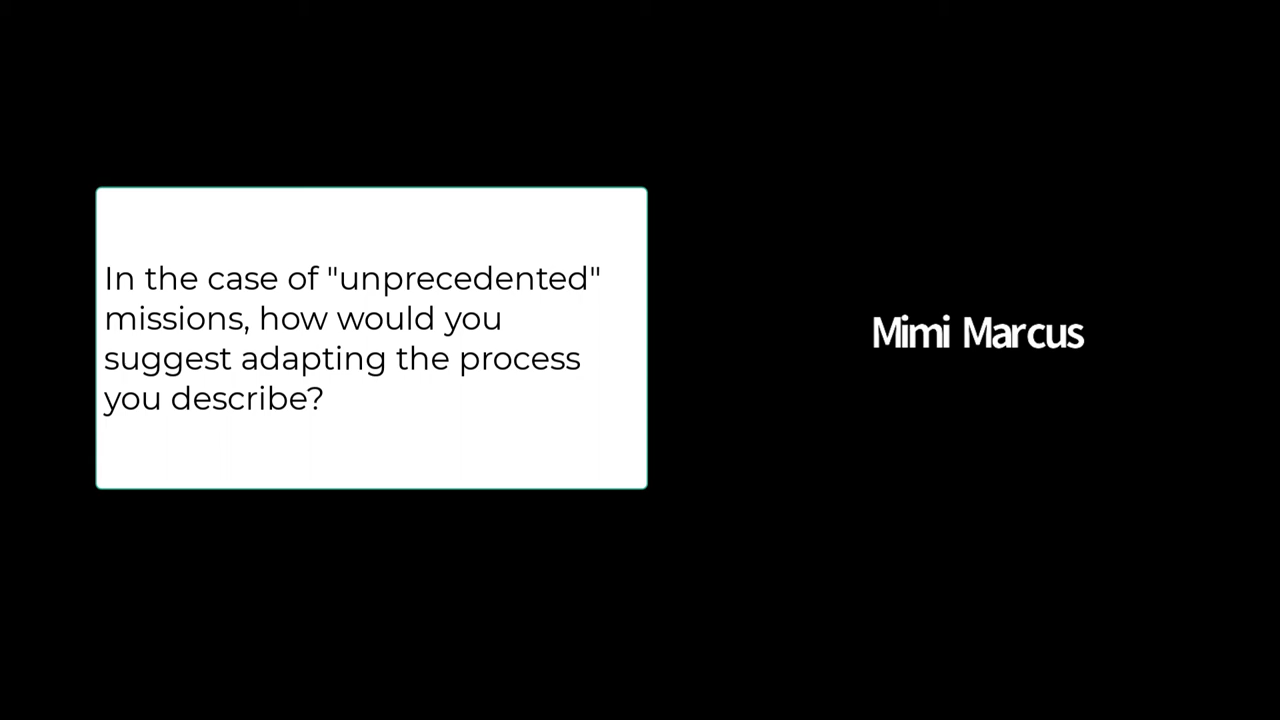 In the case of "unprecedented"
missions, how would you
suggest adapting the process
you describe?
Mimi Marcus